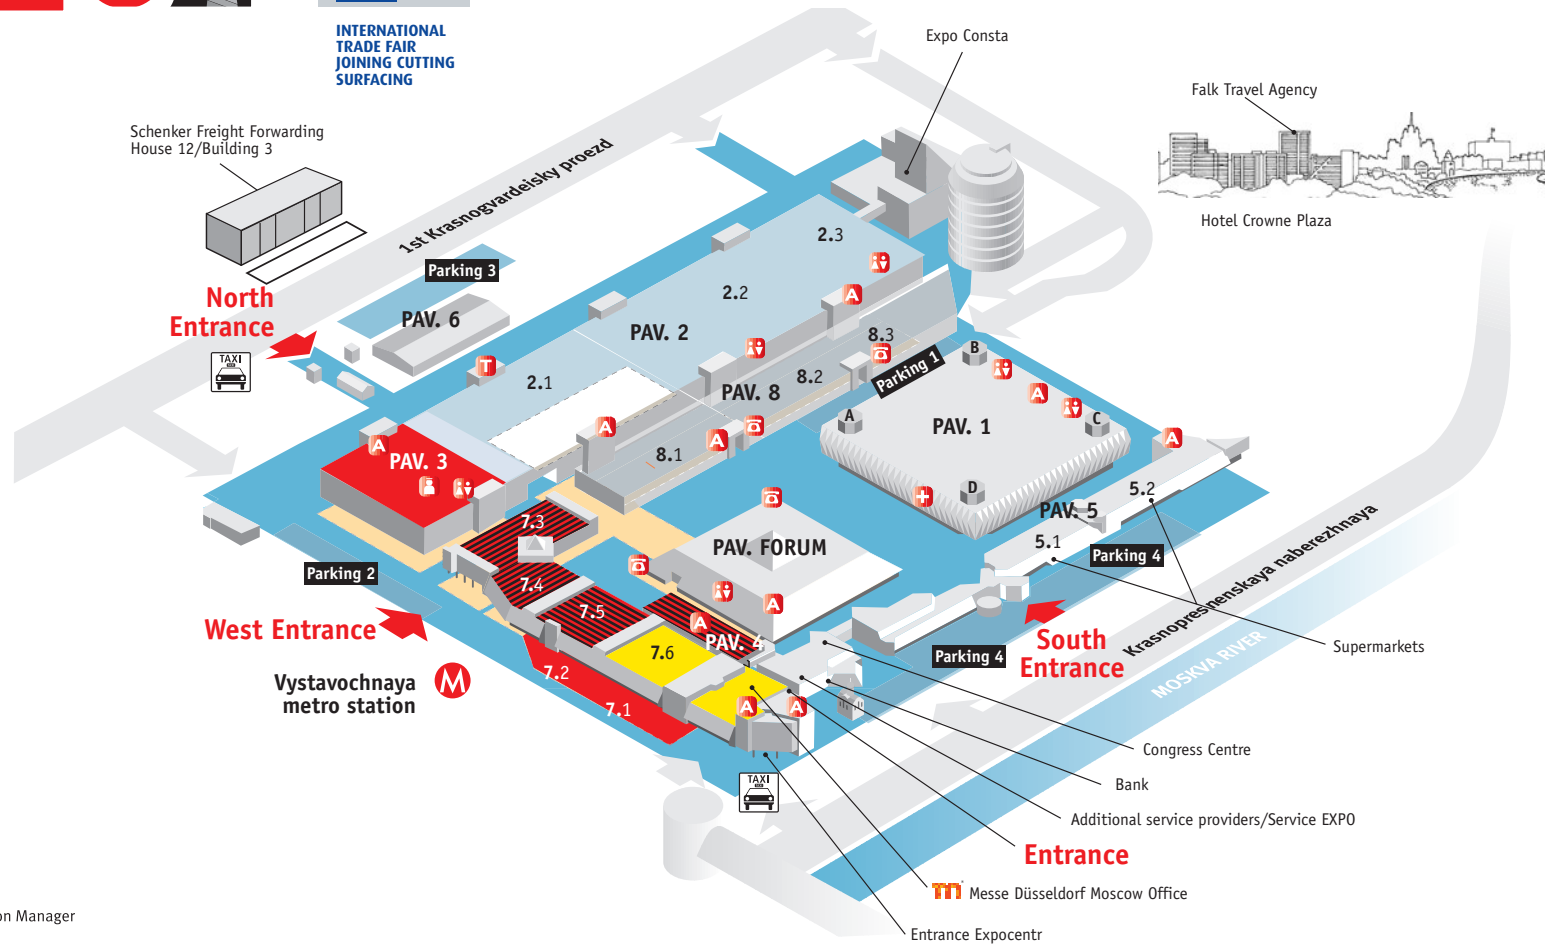 INTERNATIONAL
TRADE FAIR
JOINING CUTTING
SURFACING
Expo Consta
Falk Travel Agency
Schenker Freight Forwarding
House 12/Building 3
1st Krasnogvardeisky proezd
Hotel Crowne Plaza
2.3
Parking 3
North
Entrance
2.2
PAV. 6
PAV. 2
A
TAXI
T
2.1
8.3
8.2
PAV. 8
Parking 1
B
A
A
C
PAV. 1
A
A
A
A
8.1
PAV. 3
D
5.2
PAV. 5
7.3
PAV. FORUM
5.1
Parking 4
Parking 2
7.4
7.5
A
A
West Entrance
PAV. 4
7.6
South
Entrance
Parking 4
Krasnopresnenskaya naberezhnaya
MOSKVA RIVER
Supermarkets
7.2
Vystavochnaya
metro station
M
7.1
A
A
Congress Centre
TAXI
Bank
Additional service providers/Service EXPO
Entrance
Messe Düsseldorf Moscow Office
on Manager
Entrance Expocentr